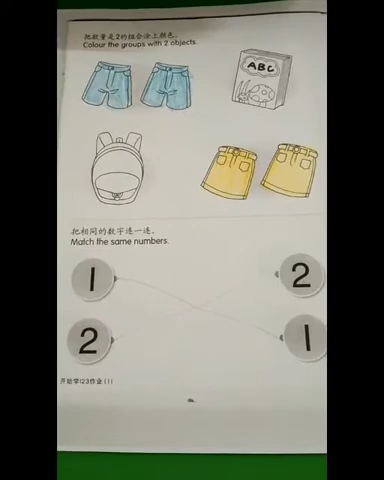 把数量是2的组合涂上颜色。
Colour the groups with 2 objects.
ABC
把相同的数字连一连。
Match the same numbers.
1
2
2
1
开始学123作业(1)